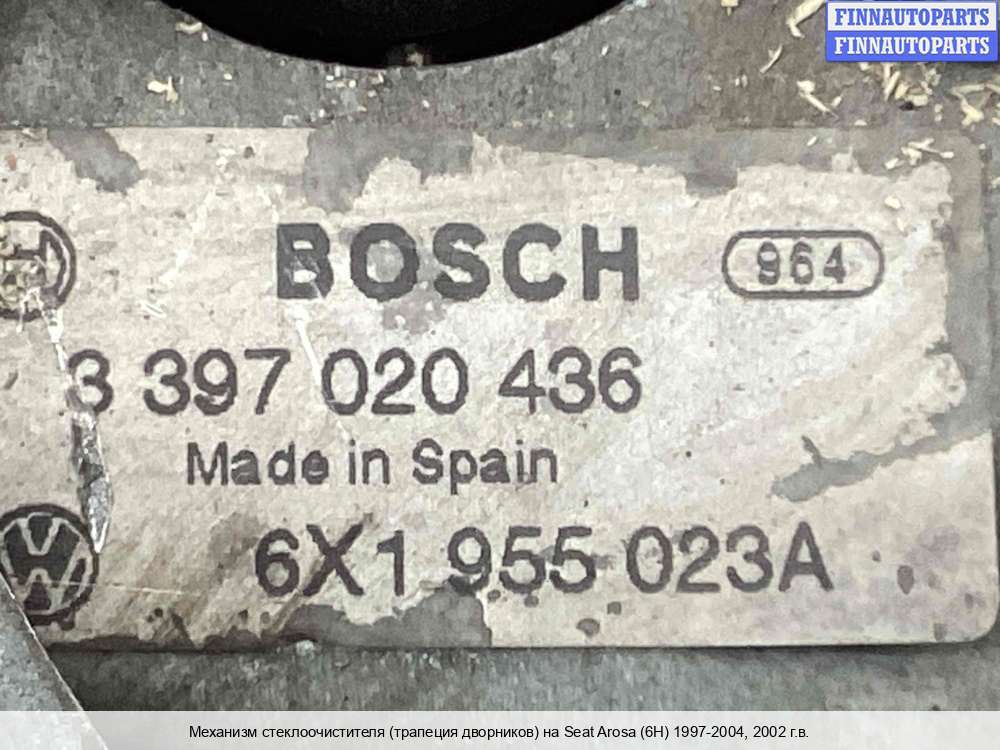 FINNAUTOPARTS
FINNAUTOPARTS
BOSCH 964
3 397 020 436
Made in Spain
6X1 955 023A
Механизм стеклоочистителя (трапеция дворников) на Seat Arosa (6H) 1997-2004, 2002 г.в.